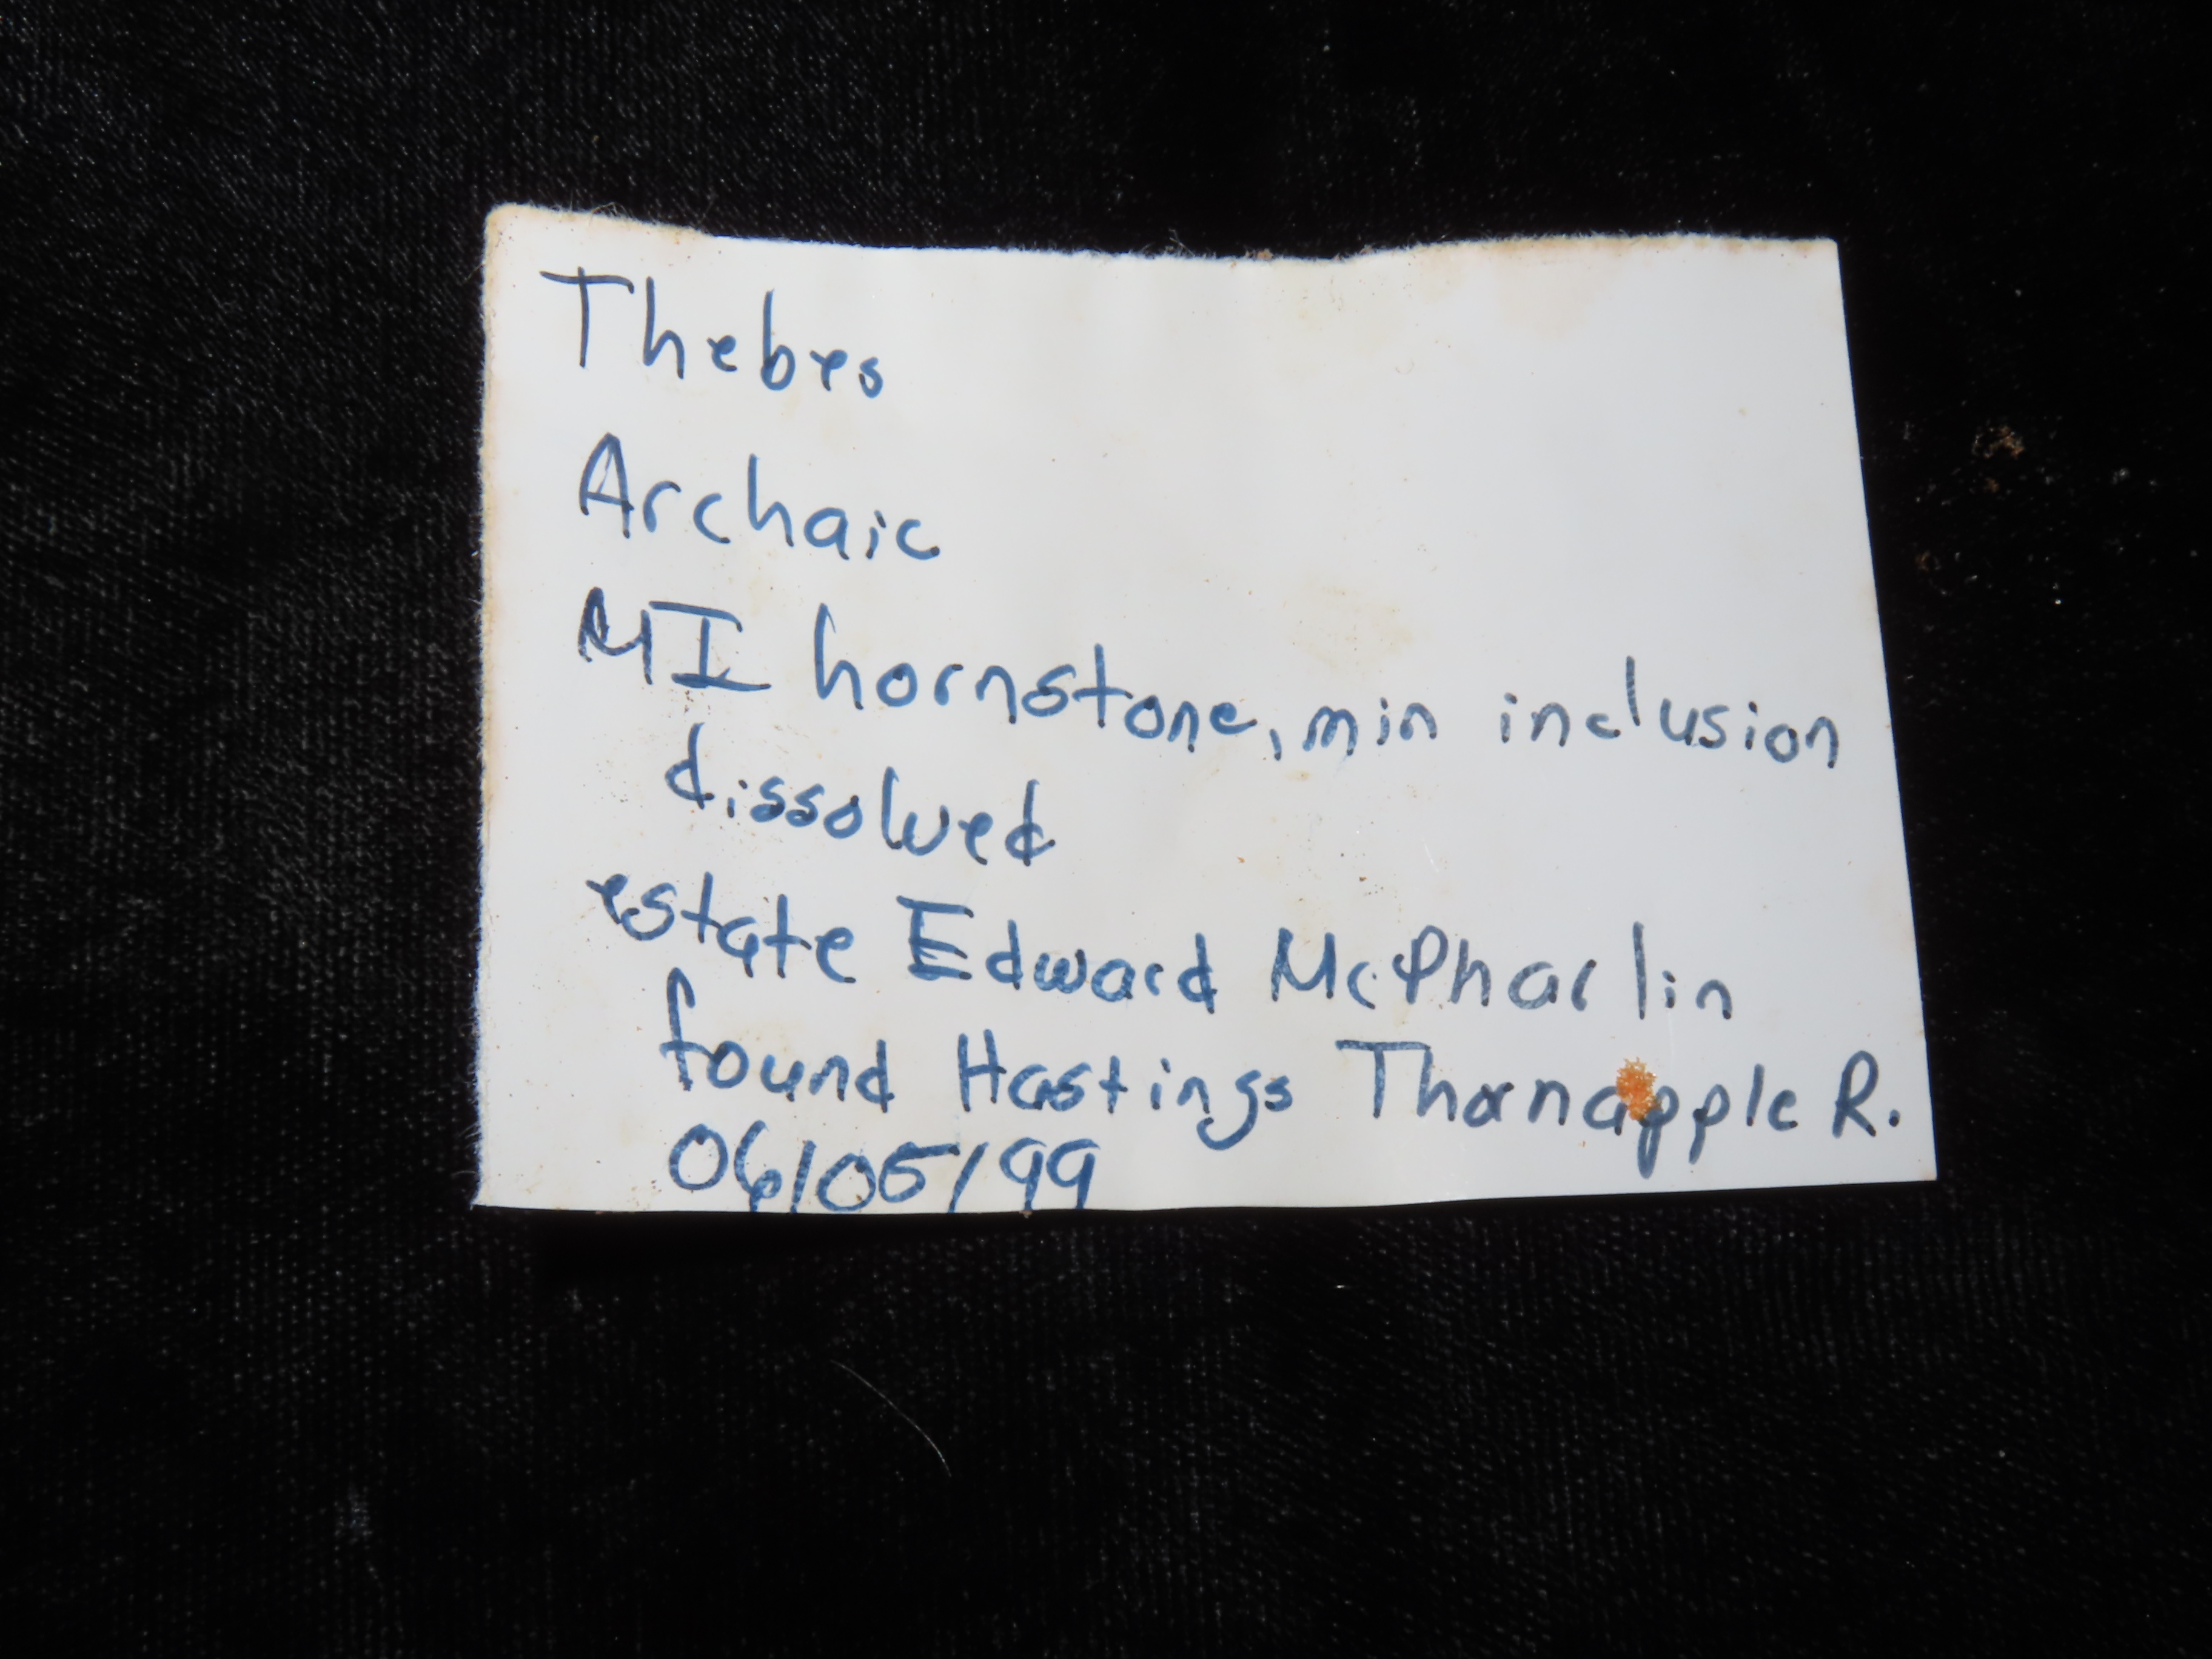 Thebes
Archaic
MI hornstone, min inclusion
dissolved
estate Edward McPharlin
found Hastings Thornapple R.
06/05/99